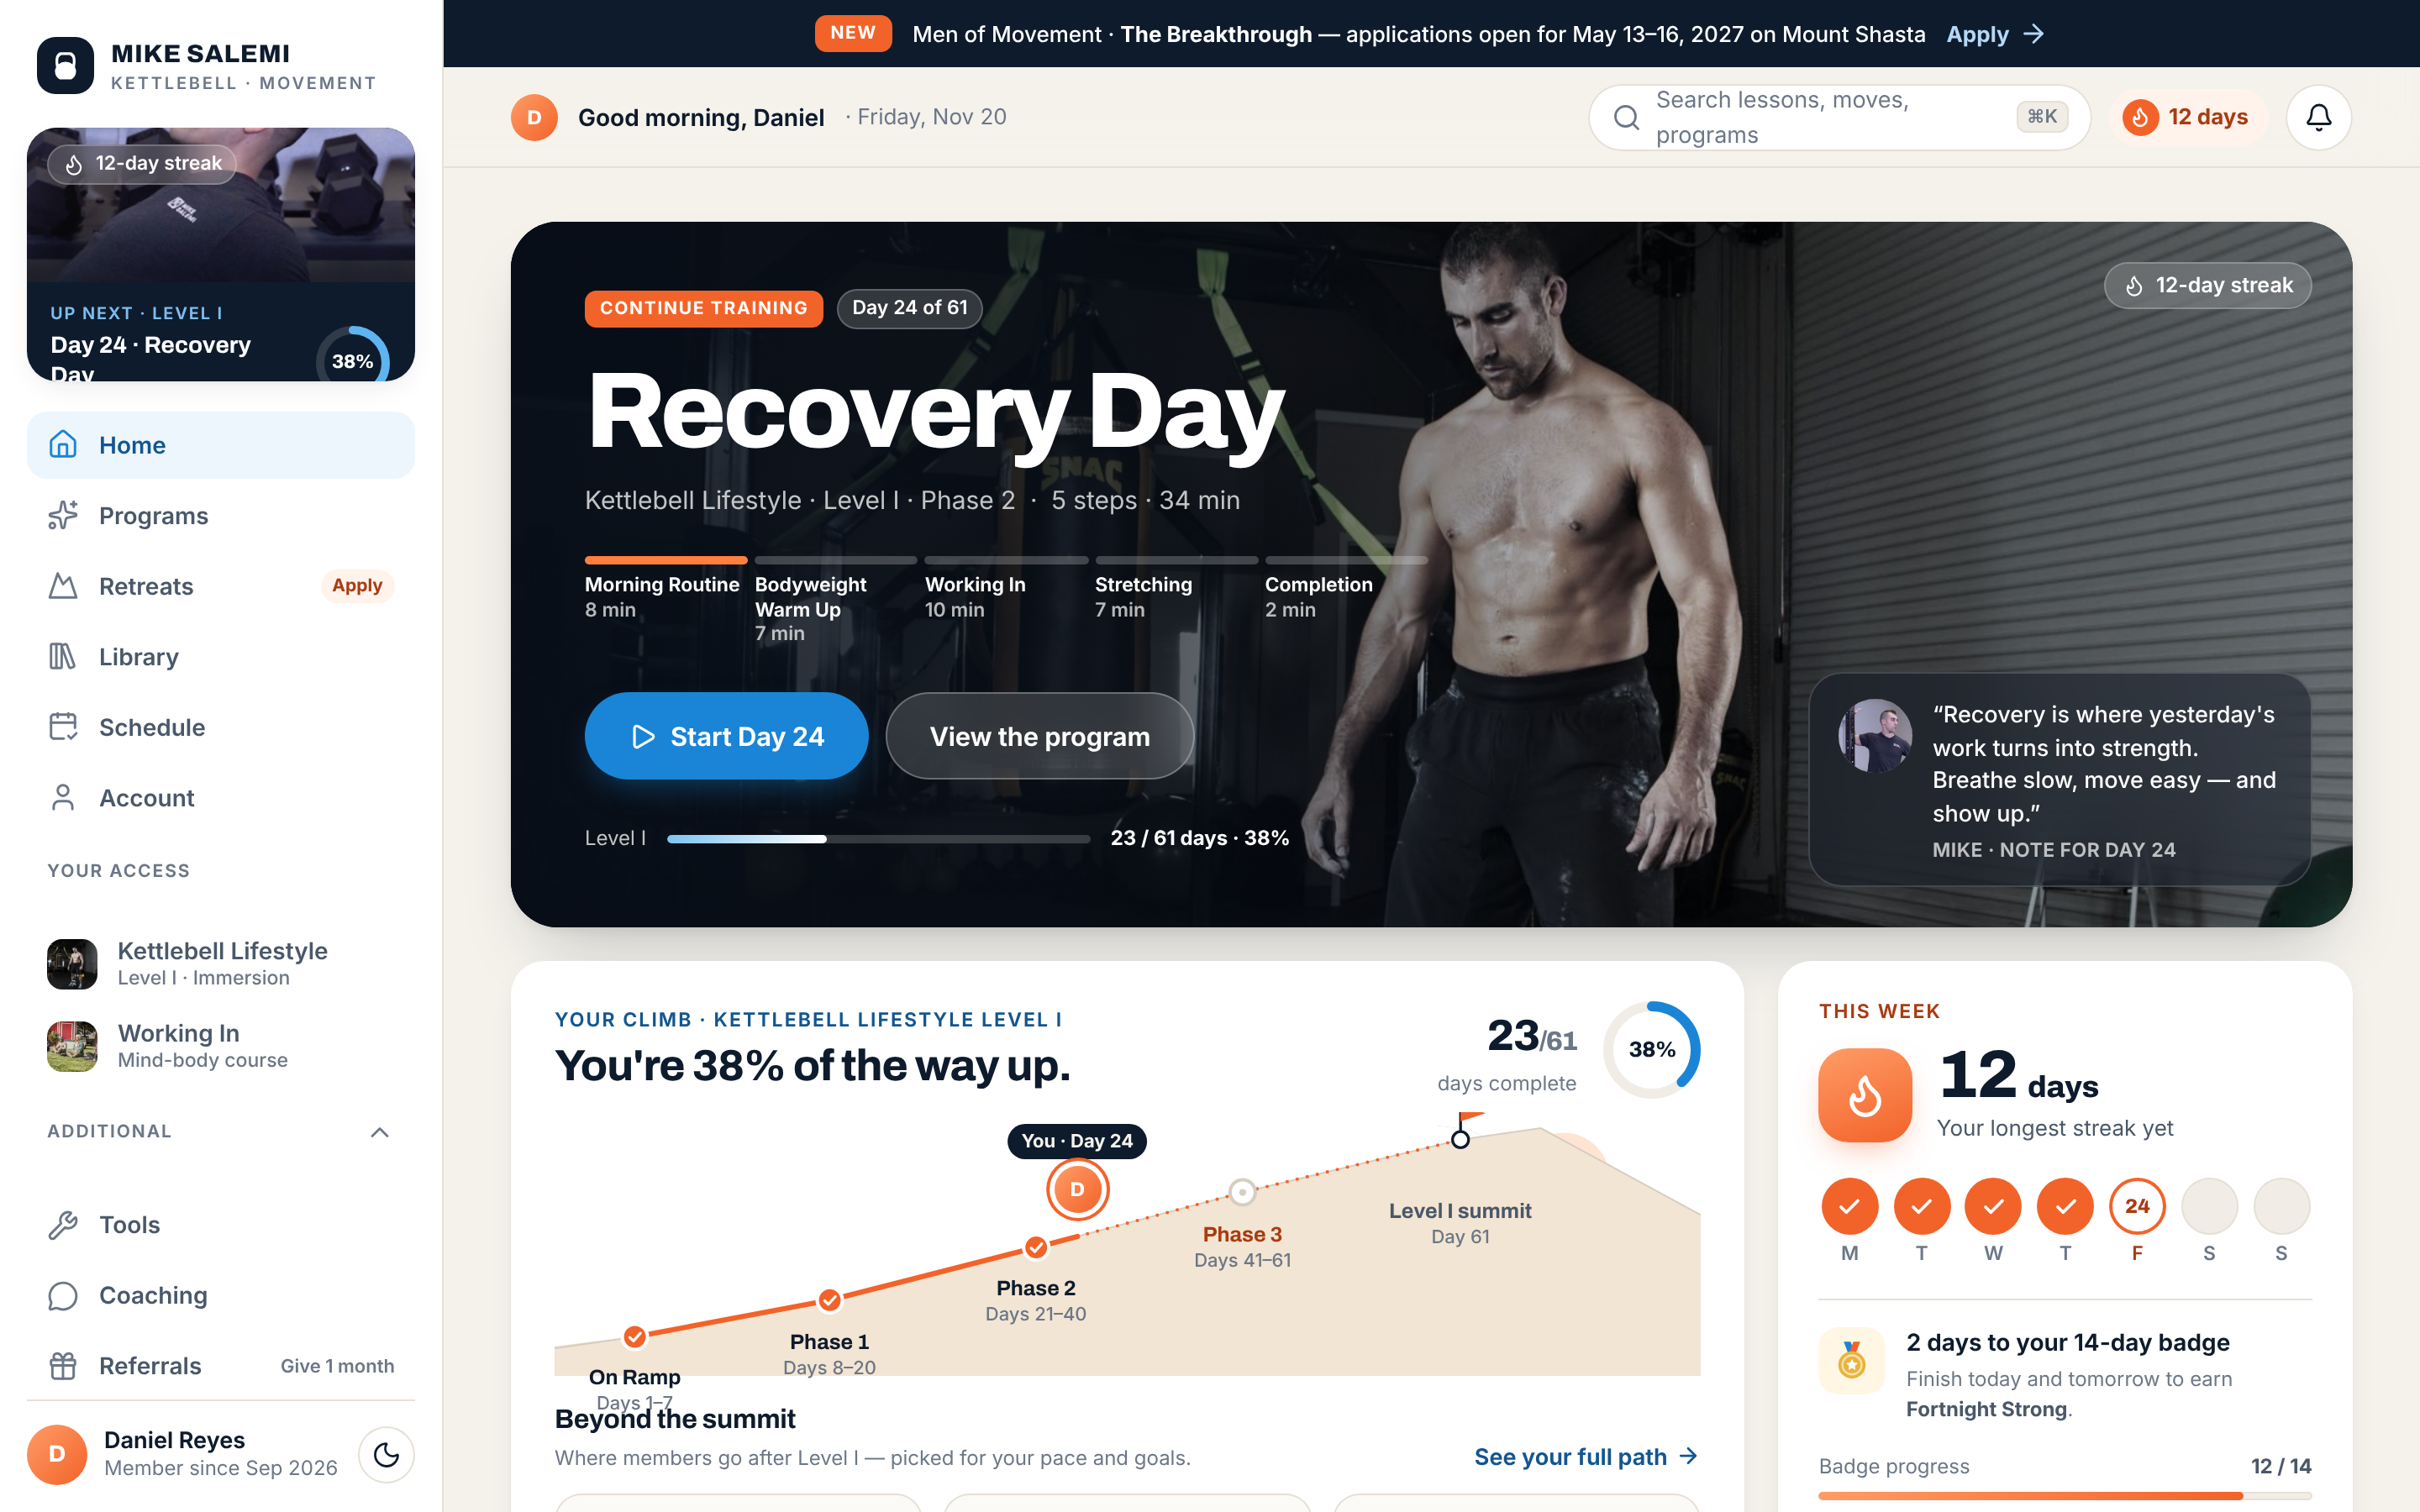 MIKE SALEMI
KETTLEBELL · MOVEMENT
12-day streak
MIKE SALEMI
UP NEXT · LEVEL I
Day 24 · Recovery
Day
38%
Home
Programs
Retreats
Apply
Library
Schedule
Account
YOUR ACCESS
Kettlebell Lifestyle
Level I · Immersion
Working In
Mind-body course
ADDITIONAL
Tools
Coaching
Referrals
Give 1 month
D
Daniel Reyes
Member since Sep 2026
NEW
Men of Movement · The Breakthrough — applications open for May 13–16, 2027 on Mount Shasta
Apply
D
Good morning, Daniel
· Friday, Nov 20
Search lessons, moves,
programs
⌘K
12 days
CONTINUE TRAINING
Day 24 of 61
12-day streak
Recovery Day
SNAC
Kettlebell Lifestyle · Level I · Phase 2 · 5 steps · 34 min
Morning Routine
8 min
Bodyweight
Warm Up
7 min
Working In
10 min
Stretching
7 min
Completion
2 min
Start Day 24
View the program
Level I
23 / 61 days · 38%
SNAC
“Recovery is where yesterday's
work turns into strength.
Breathe slow, move easy — and
show up.”
MIKE · NOTE FOR DAY 24
YOUR CLIMB · KETTLEBELL LIFESTYLE LEVEL I
You're 38% of the way up.
23/61
days complete
38%
You · Day 24
D
On Ramp
Days 1–7
Phase 1
Days 8–20
Phase 2
Days 21–40
Phase 3
Days 41–61
Level I summit
Day 61
Beyond the summit
Where members go after Level I — picked for your pace and goals.
See your full path
THIS WEEK
12 days
Your longest streak yet
24
M T W T F S S
2 days to your 14-day badge
Finish today and tomorrow to earn
Fortnight Strong.
Badge progress
12 / 14